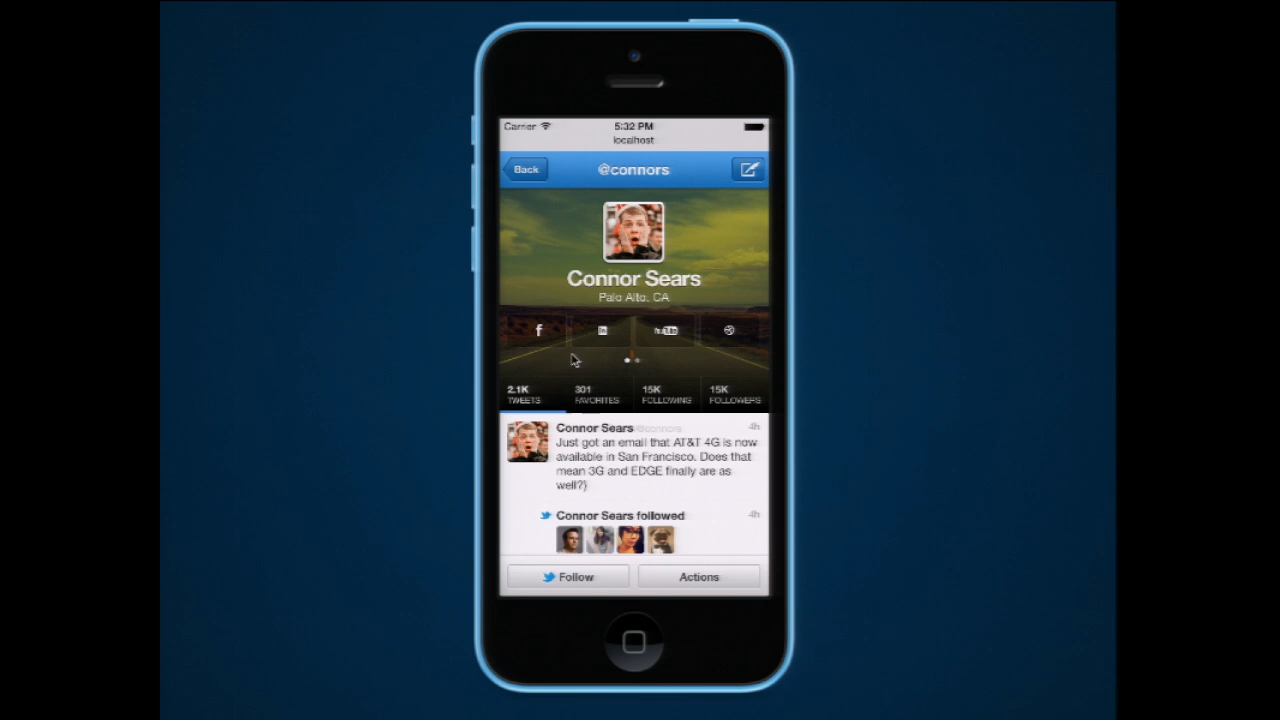 Carrier
5:32 PM
localhost
Back
@connors
Connor Sears
Palo Alto, CA
f
in
YouTube
2.1K
TWEETS
301
FAVORITES
15K
FOLLOWING
15K
FOLLOWERS
Connor Sears @connors
4h
Just got an email that AT&T 4G is now
available in San Francisco. Does that
mean 3G and EDGE finally are as
well?}
Connor Sears followed
4h
Follow
Actions